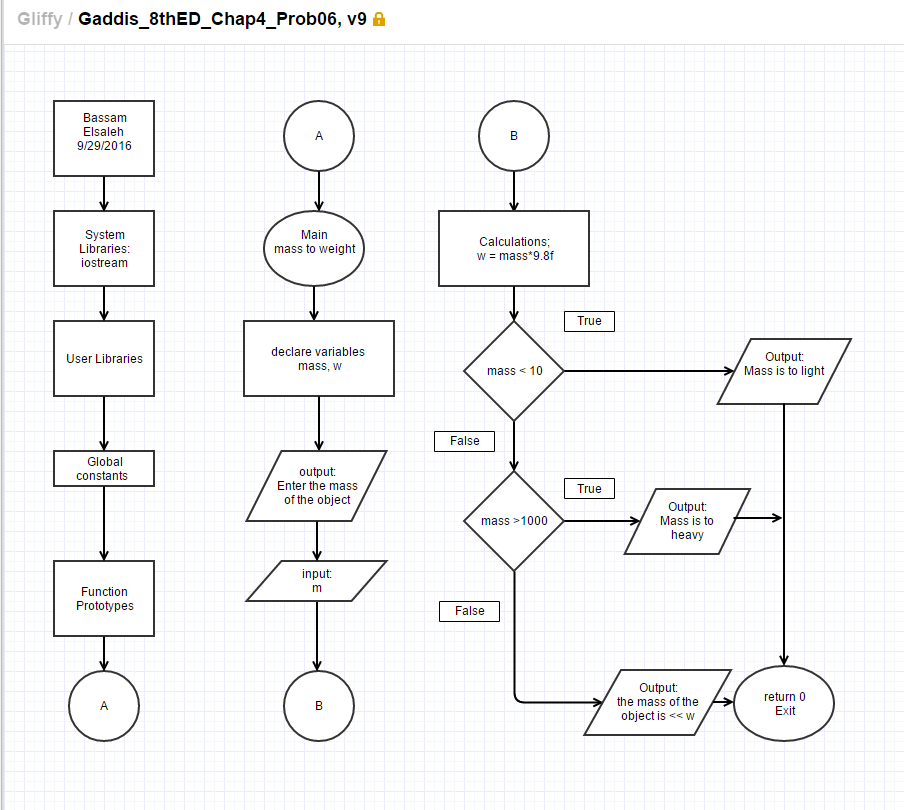 Gliffy / Gaddis_8thED_Chap4_Prob06, v9
Bassam
Elsaleh
9/29/2016
System
Libraries:
iostream
User Libraries
Global
constants
Function
Prototypes
A
A
Main
mass to weight
declare variables
mass, w
output:
Enter the mass
of the object
input:
m
B
B
Calculations;
w = mass*9.8f
True
mass < 10
Output:
Mass is to light
False
True
mass >1000
Output:
Mass is to
heavy
False
Output:
the mass of the
object is << w
return 0
Exit